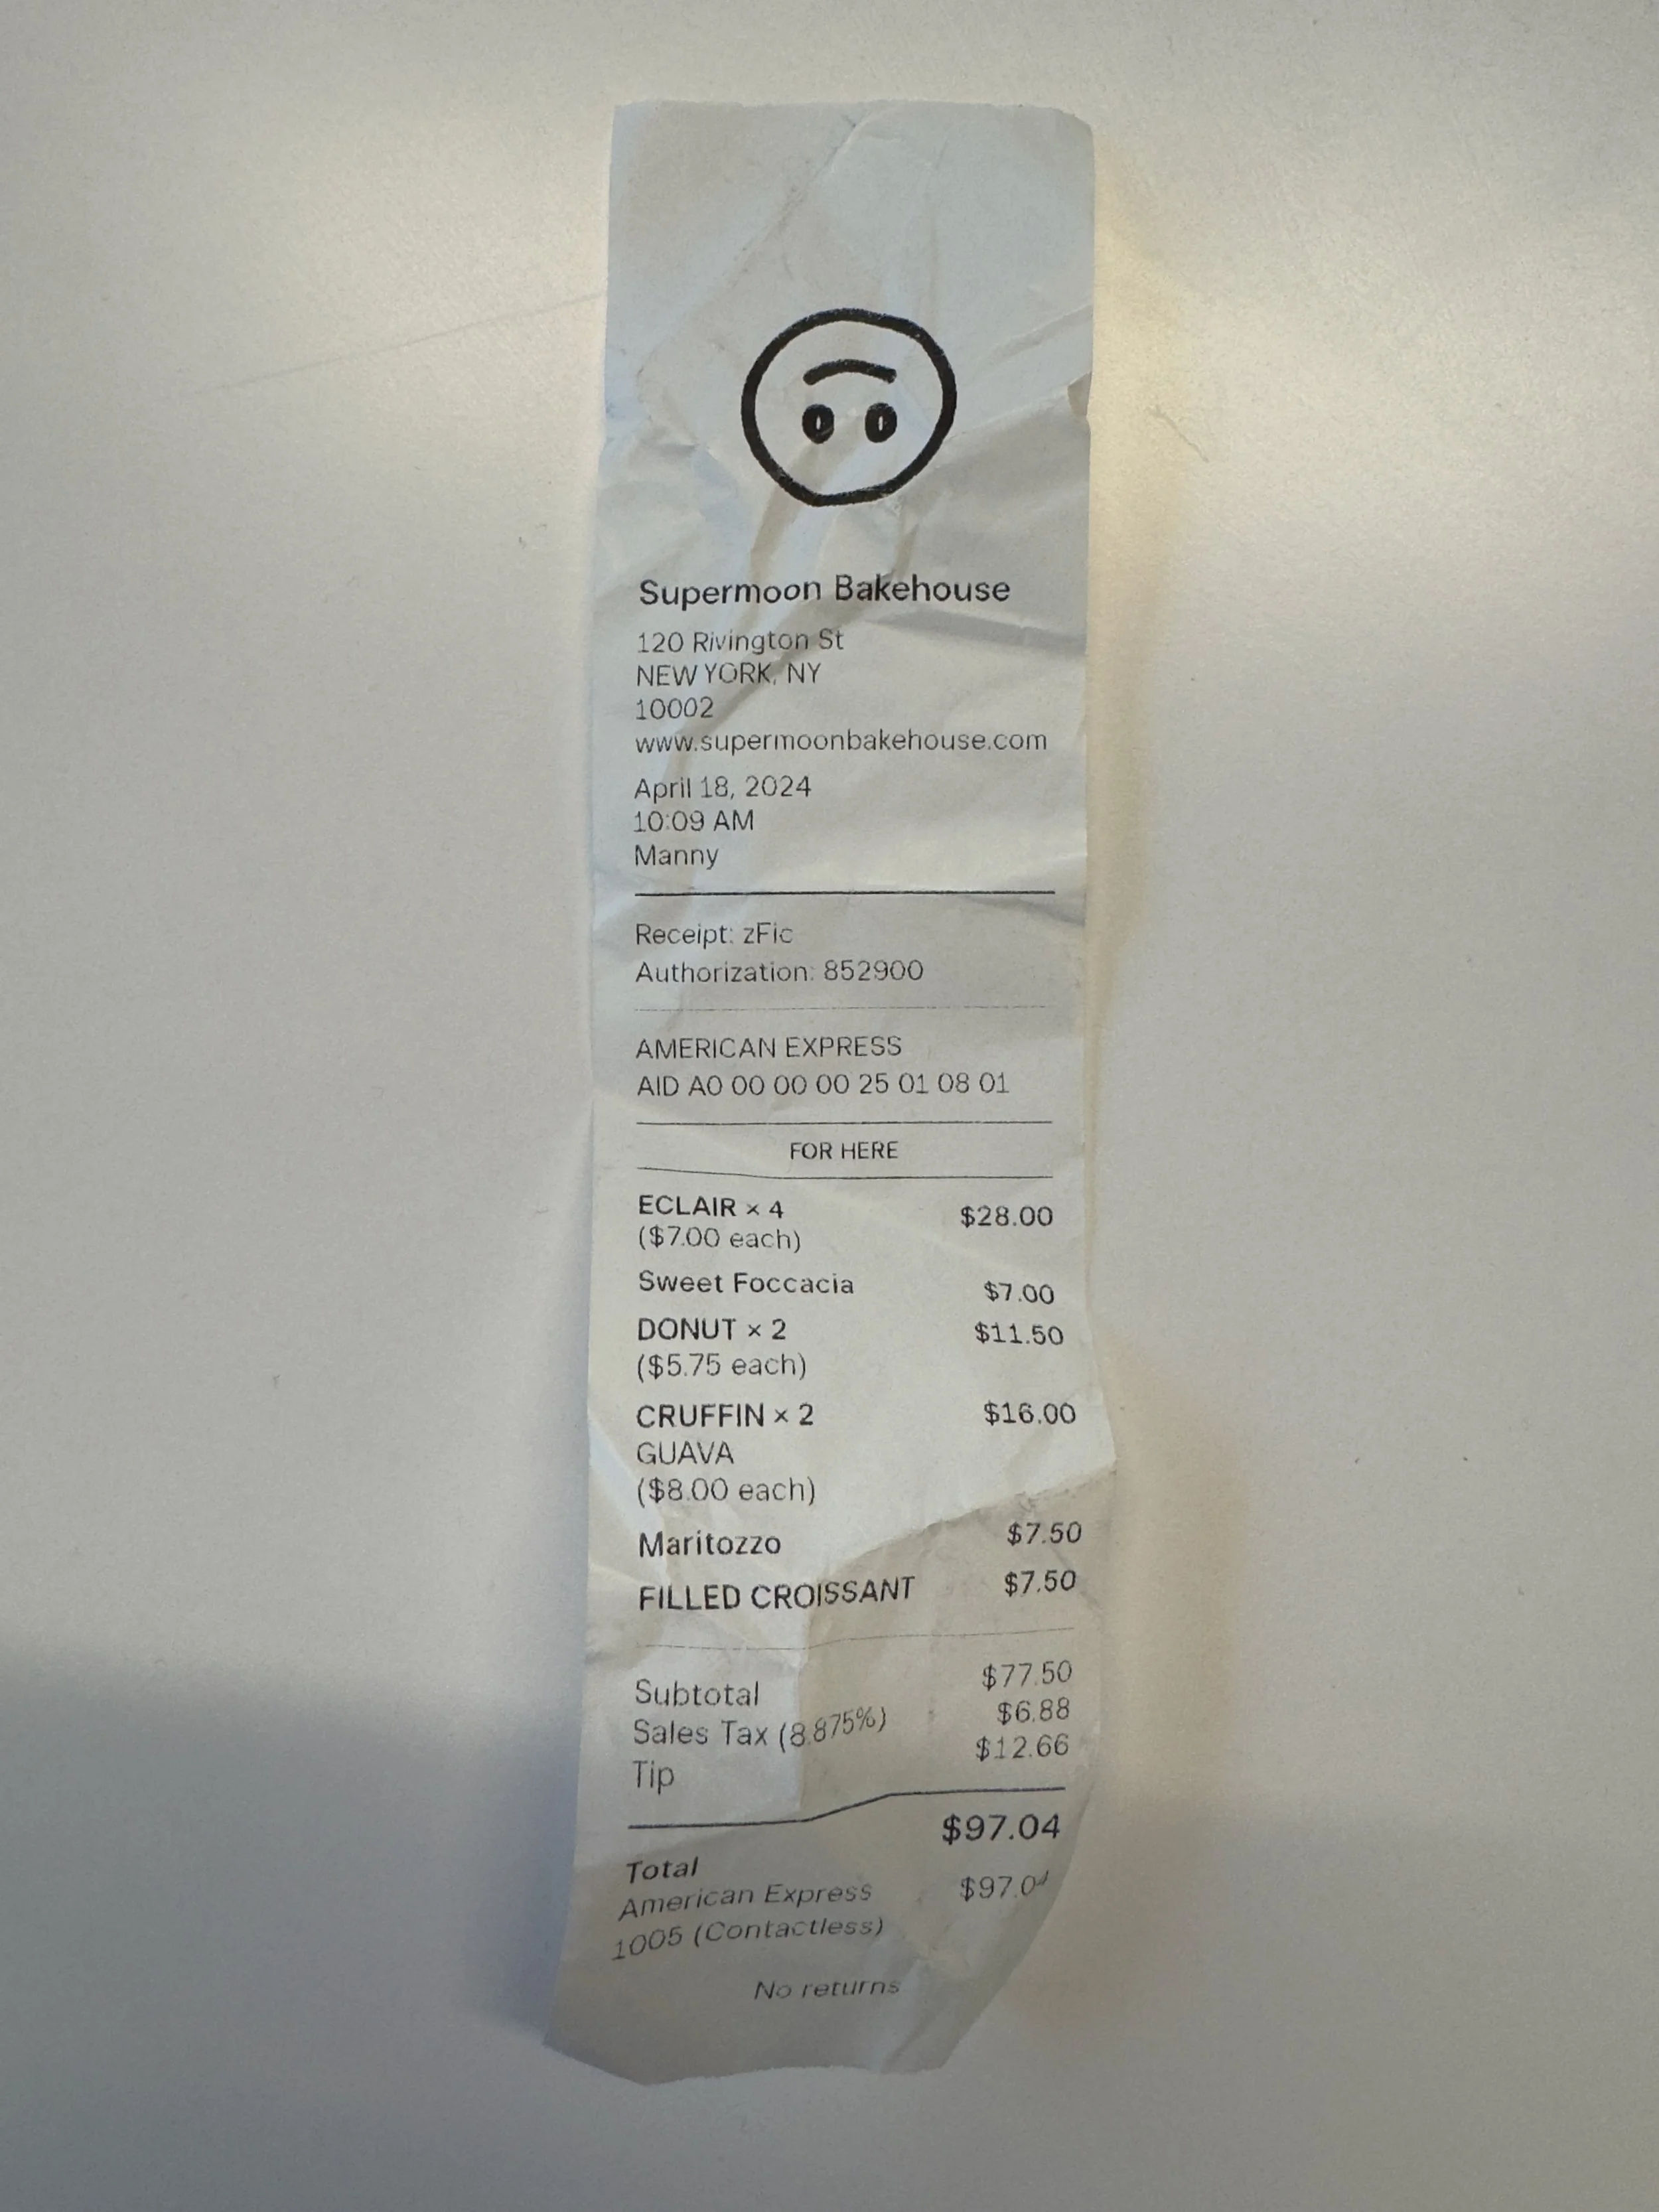 Supermoon Bakehouse
120 Rivington St
NEW YORK, NY
10002
www.supermoonbakehouse.com
April 18, 2024
10:09 AM
Manny
Receipt: zFic
Authorization: 852900
AMERICAN EXPRESS
AID A0 00 00 00 25 01 08 01
FOR HERE
ECLAIR × 4 $28.00
($7.00 each)
Sweet Foccacia $7.00
DONUT × 2 $11.50
($5.75 each)
CRUFFIN × 2 $16.00
GUAVA
($8.00 each)
Maritozzo $7.50
FILLED CROISSANT $7.50
Subtotal $77.50
Sales Tax (8.875%) $6.88
Tip $12.66
Total $97.04
American Express $97.04
1005 (Contactless)
No returns